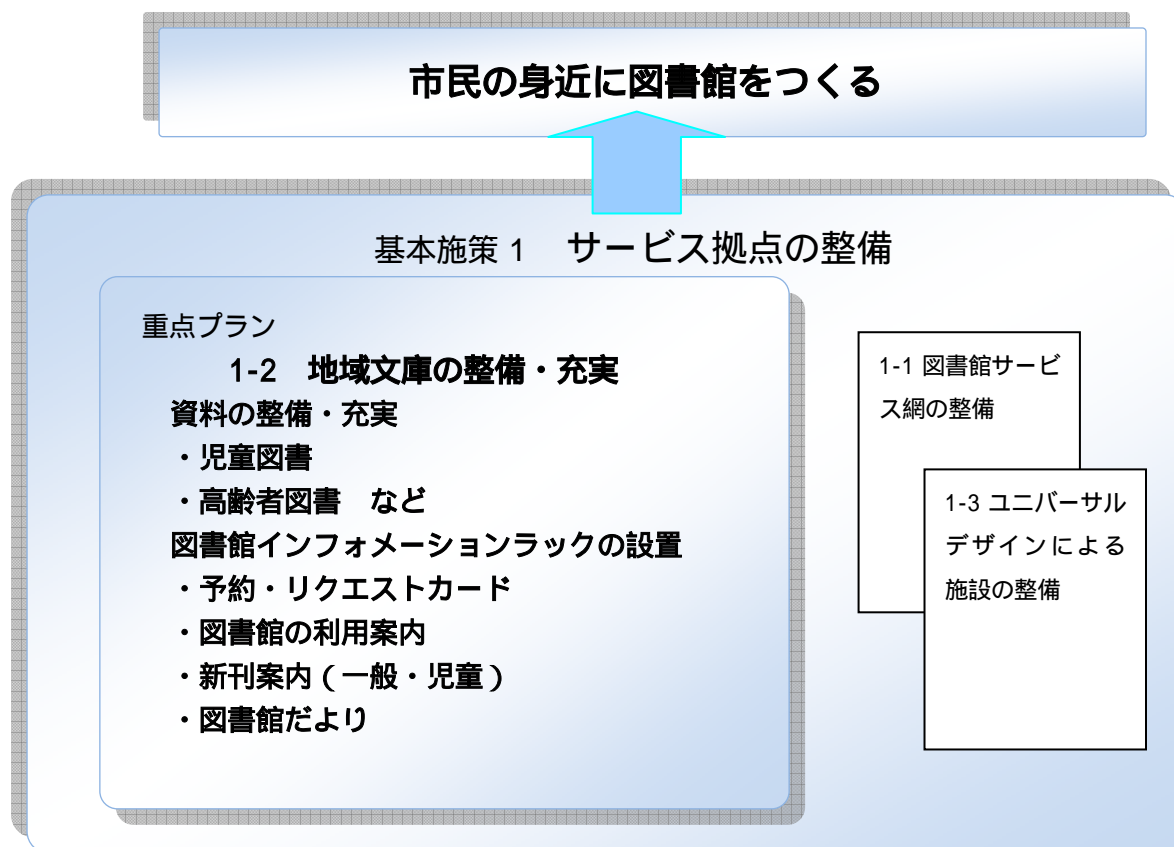 市民の身近に図書館をつくる
基本施策 1　サービス拠点の整備
重点プラン
1-2　地域文庫の整備・充実
資料の整備・充実
・児童図書
・高齢者図書　など
図書館インフォメーションラックの設置
・予約・リクエストカード
・図書館の利用案内
・新刊案内（一般・児童）
・図書館だより
1-1 図書館サービ
ス網の整備
1-3 ユニバーサル
デザインによる
施設の整備